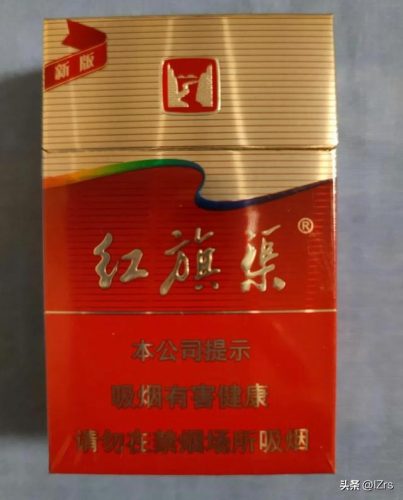 新版
红旗渠®
本公司提示
吸烟有害健康
请勿在禁烟场所吸烟
头条 @lZrs